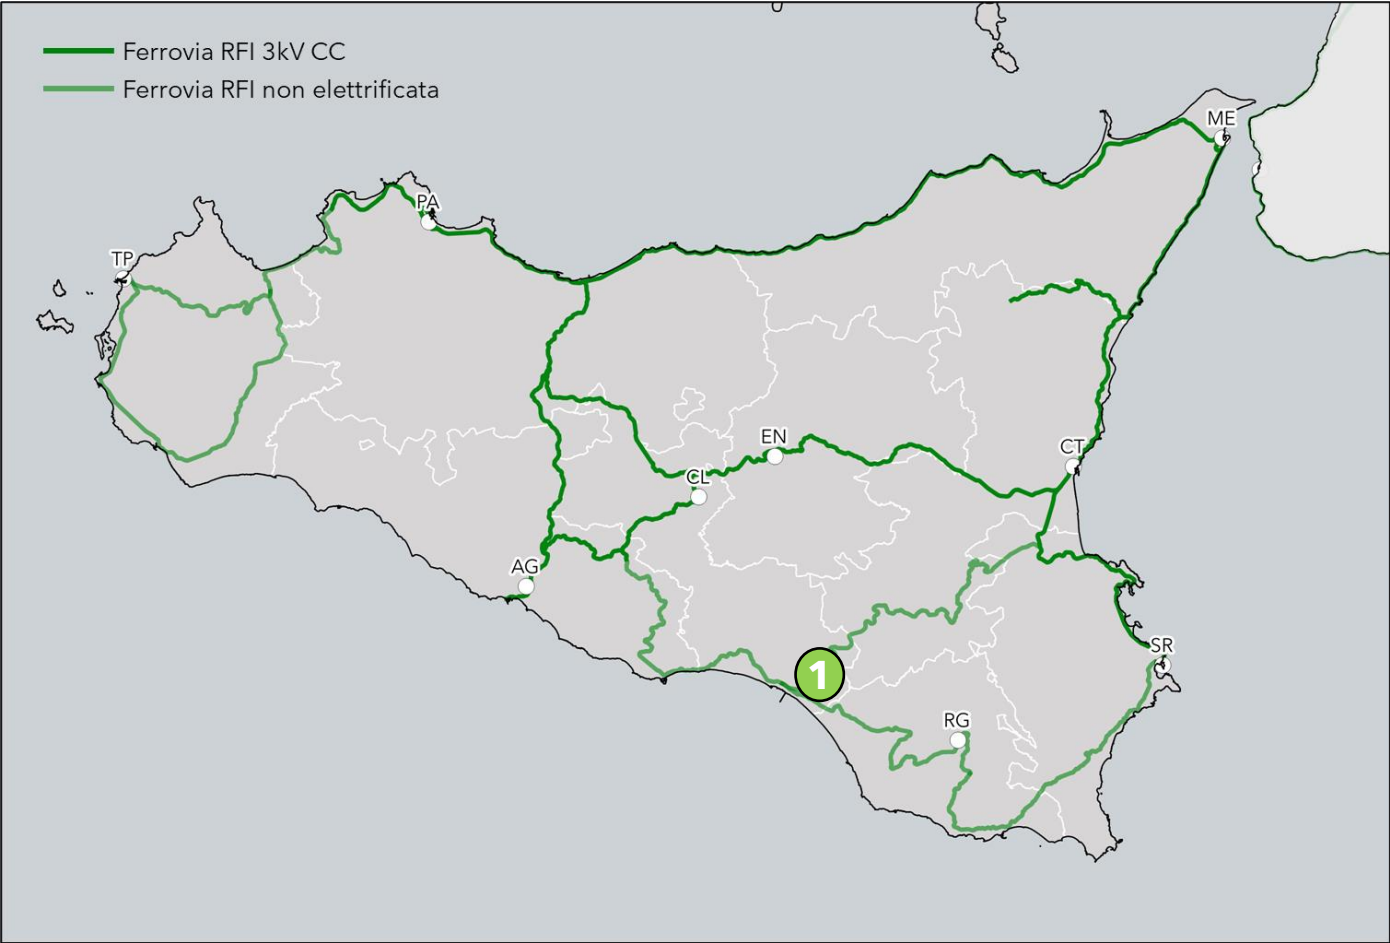 Ferrovia RFI 3kV CC
Ferrovia RFI non elettrificata
ME
PA
TP
EN
CT
CL
AG
SR
1
RG